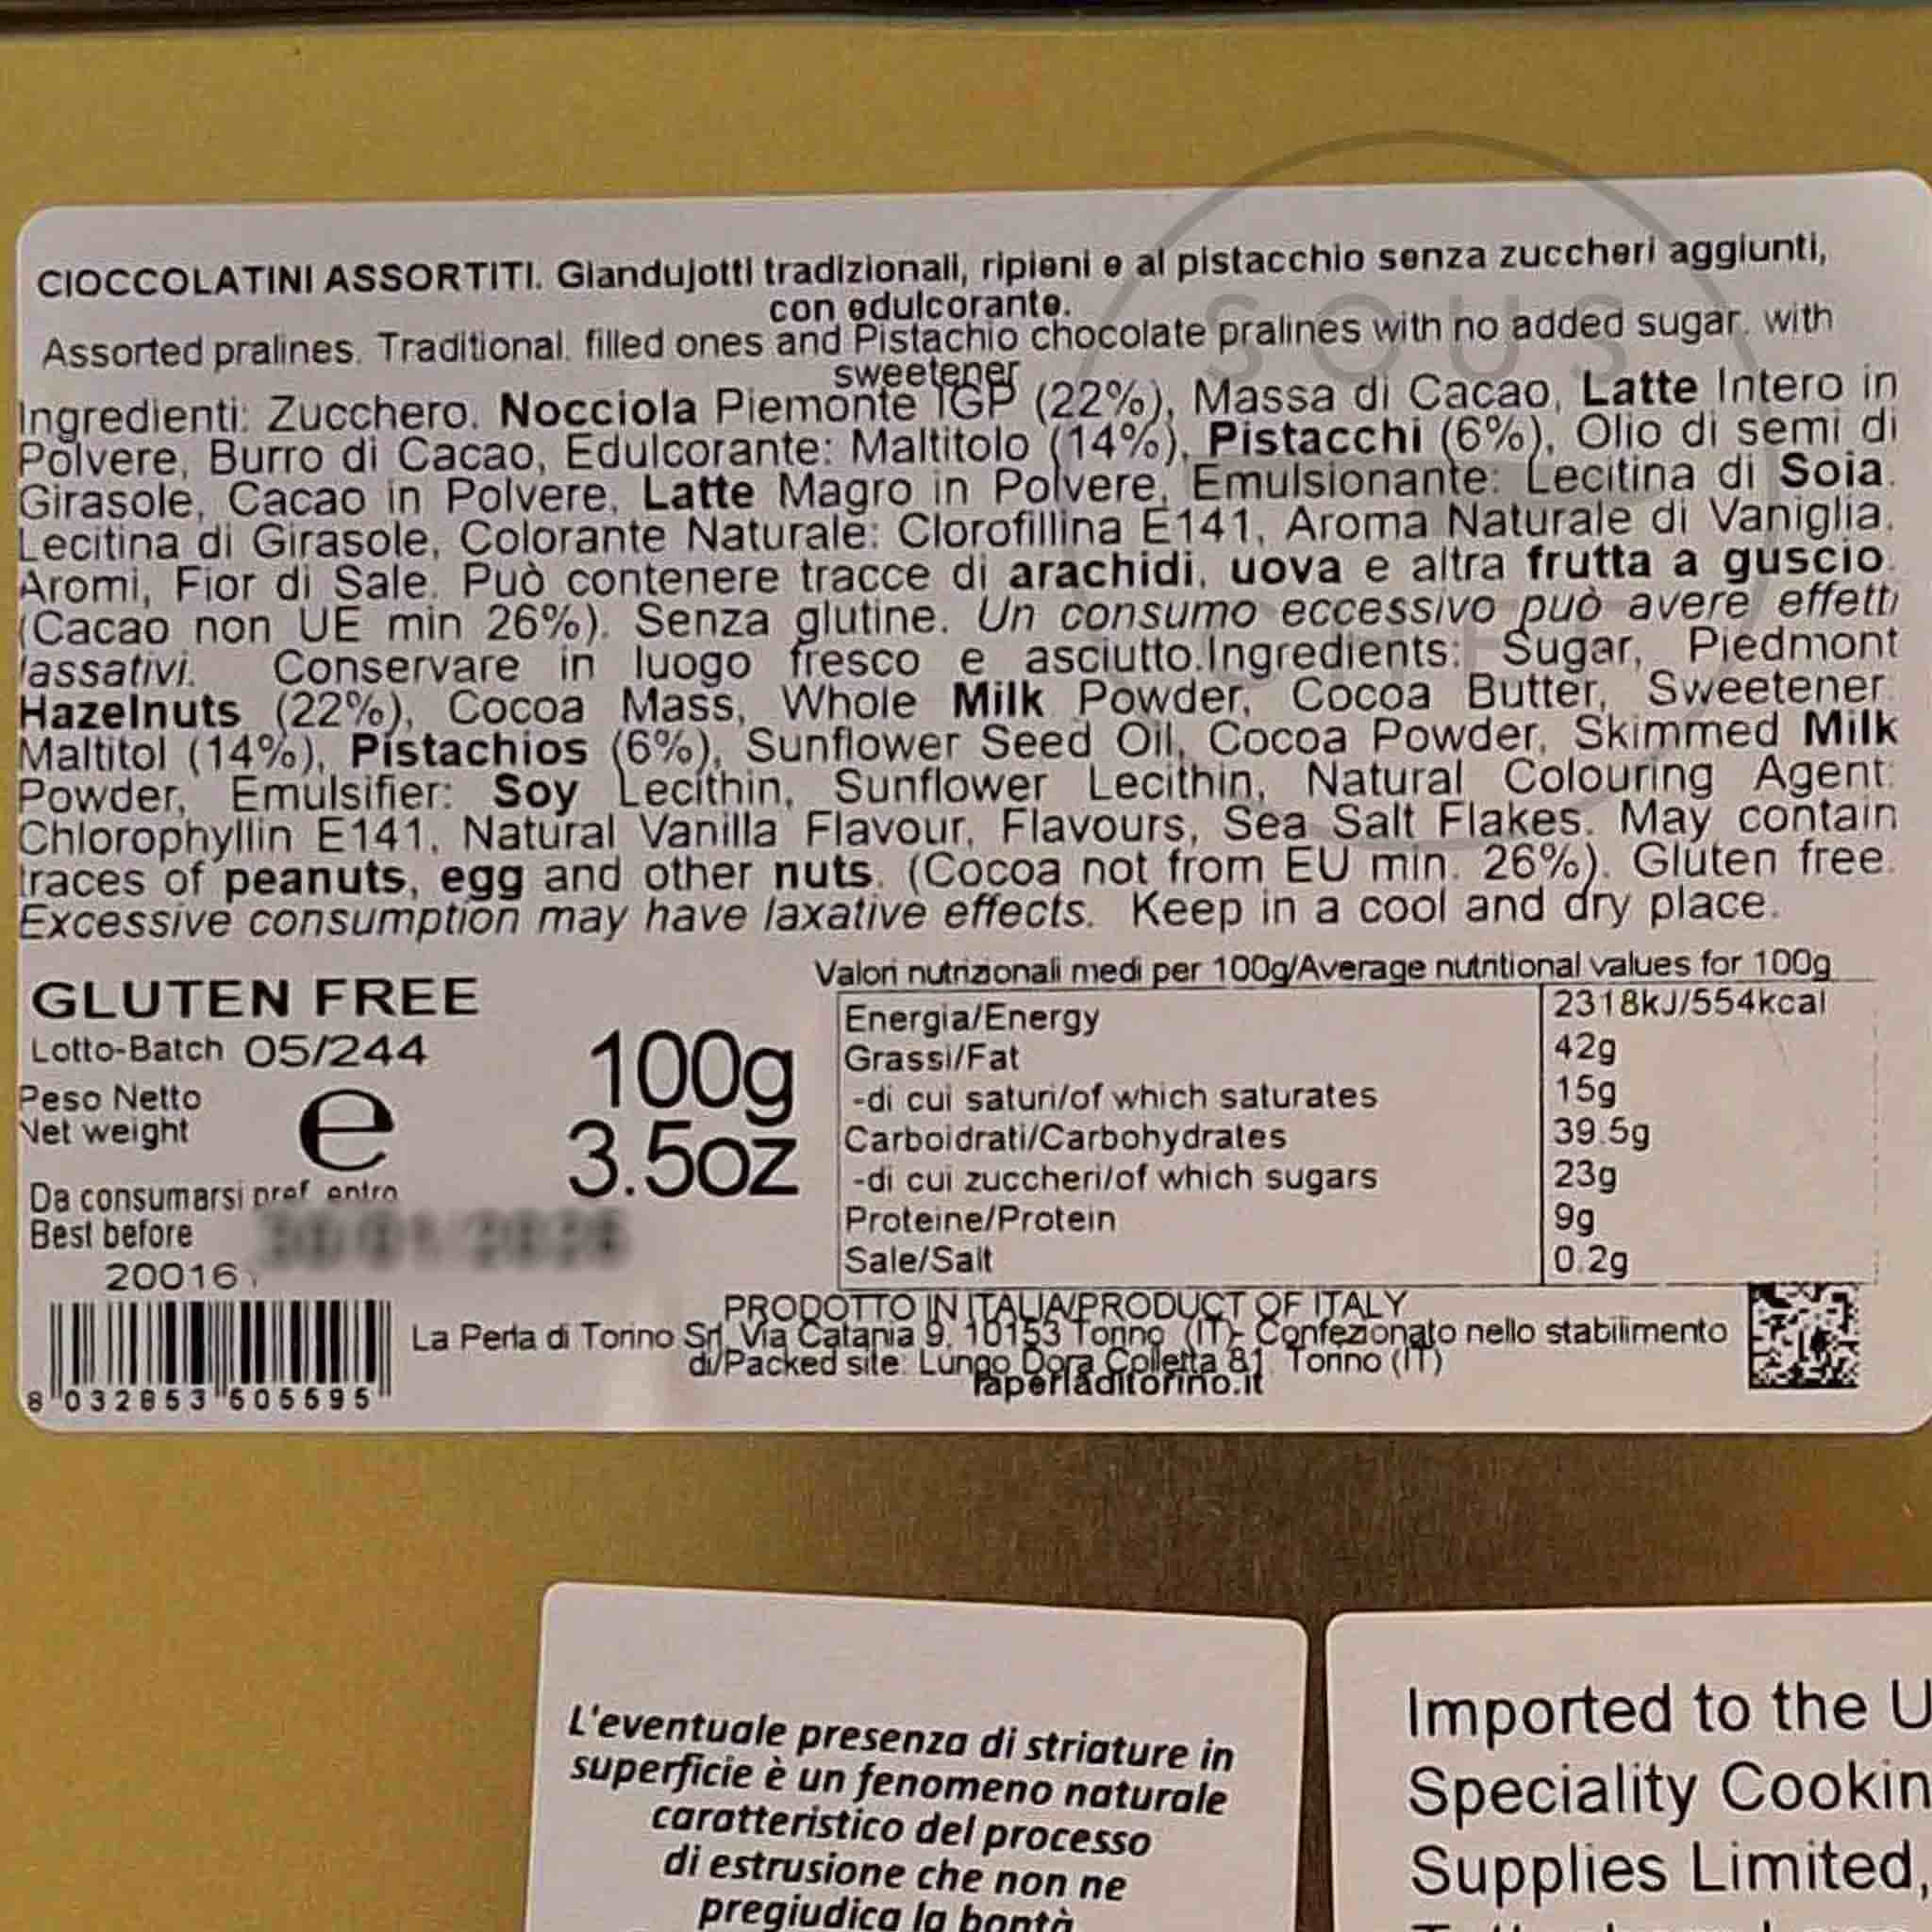 CIOCCOLATINI ASSORTITI. Giandujotti tradizionali, ripieni e al pistacchio senza zuccheri aggiunti,
con edulcorante.
Assorted pralines. Traditional, filled ones and Pistachio chocolate pralines with no added sugar, with
sweetener
Ingredienti: Zucchero, Nocciola Piemonte IGP (22%), Massa di Cacao, Latte Intero in
Polvere, Burro di Cacao, Edulcorante: Maltitolo (14%), Pistacchi (6%), Olio di semi di
Girasole, Cacao in Polvere, Latte Magro in Polvere, Emulsionante: Lecitina di Soia.
Lecitina di Girasole, Colorante Naturale: Clorofillina E141, Aroma Naturale di Vaniglia,
Aromi, Fior di Sale. Può contenere tracce di arachidi, uova e altra frutta a guscio.
(Cacao non UE min 26%). Senza glutine. Un consumo eccessivo può avere effetti
lassativi. Conservare in luogo fresco e asciutto.Ingredients: Sugar, Piedmont
Hazelnuts (22%), Cocoa Mass, Whole Milk Powder, Cocoa Butter, Sweetener:
Maltitol (14%), Pistachios (6%), Sunflower Seed Oil, Cocoa Powder, Skimmed Milk
Powder, Emulsifier: Soy Lecithin, Sunflower Lecithin, Natural Colouring Agent:
Chlorophyllin E141, Natural Vanilla Flavour, Flavours, Sea Salt Flakes. May contain
traces of peanuts, egg and other nuts. (Cocoa not from EU min. 26%). Gluten free.
Excessive consumption may have laxative effects. Keep in a cool and dry place.
SOUS
CHEF
GLUTEN FREE
Lotto-Batch 05/244
Peso Netto
Net weight
e
100g
3.5oz
Da consumarsi pref. entro
Best before
20016
8 032853 605595
Valori nutrizionali medi per 100g/Average nutritional values for 100g
Energia/Energy 2318kJ/554kcal
Grassi/Fat 42g
-di cui saturi/of which saturates 15g
Carboidrati/Carbohydrates 39.5g
-di cui zuccheri/of which sugars 23g
Proteine/Protein 9g
Sale/Salt 0.2g
PRODOTTO IN ITALIA/PRODUCT OF ITALY
La Perla di Torino Srl, Via Catania 9, 10153 Torino (IT)- Confezionato nello stabilimento
di/Packed site: Lungo Dora Colletta 81 Torino (IT)
laperladitorino.it
L'eventuale presenza di striature in
superficie è un fenomeno naturale
caratteristico del processo
di estrusione che non ne
pregiudica la bontà
Imported to the U
Speciality Cookin
Supplies Limited,